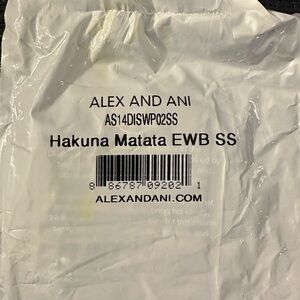 ALEX AND ANI
AS14DISWP02SS
Hakuna Matata EWB SS
8 86787 09202 1
ALEXANDANI.COM